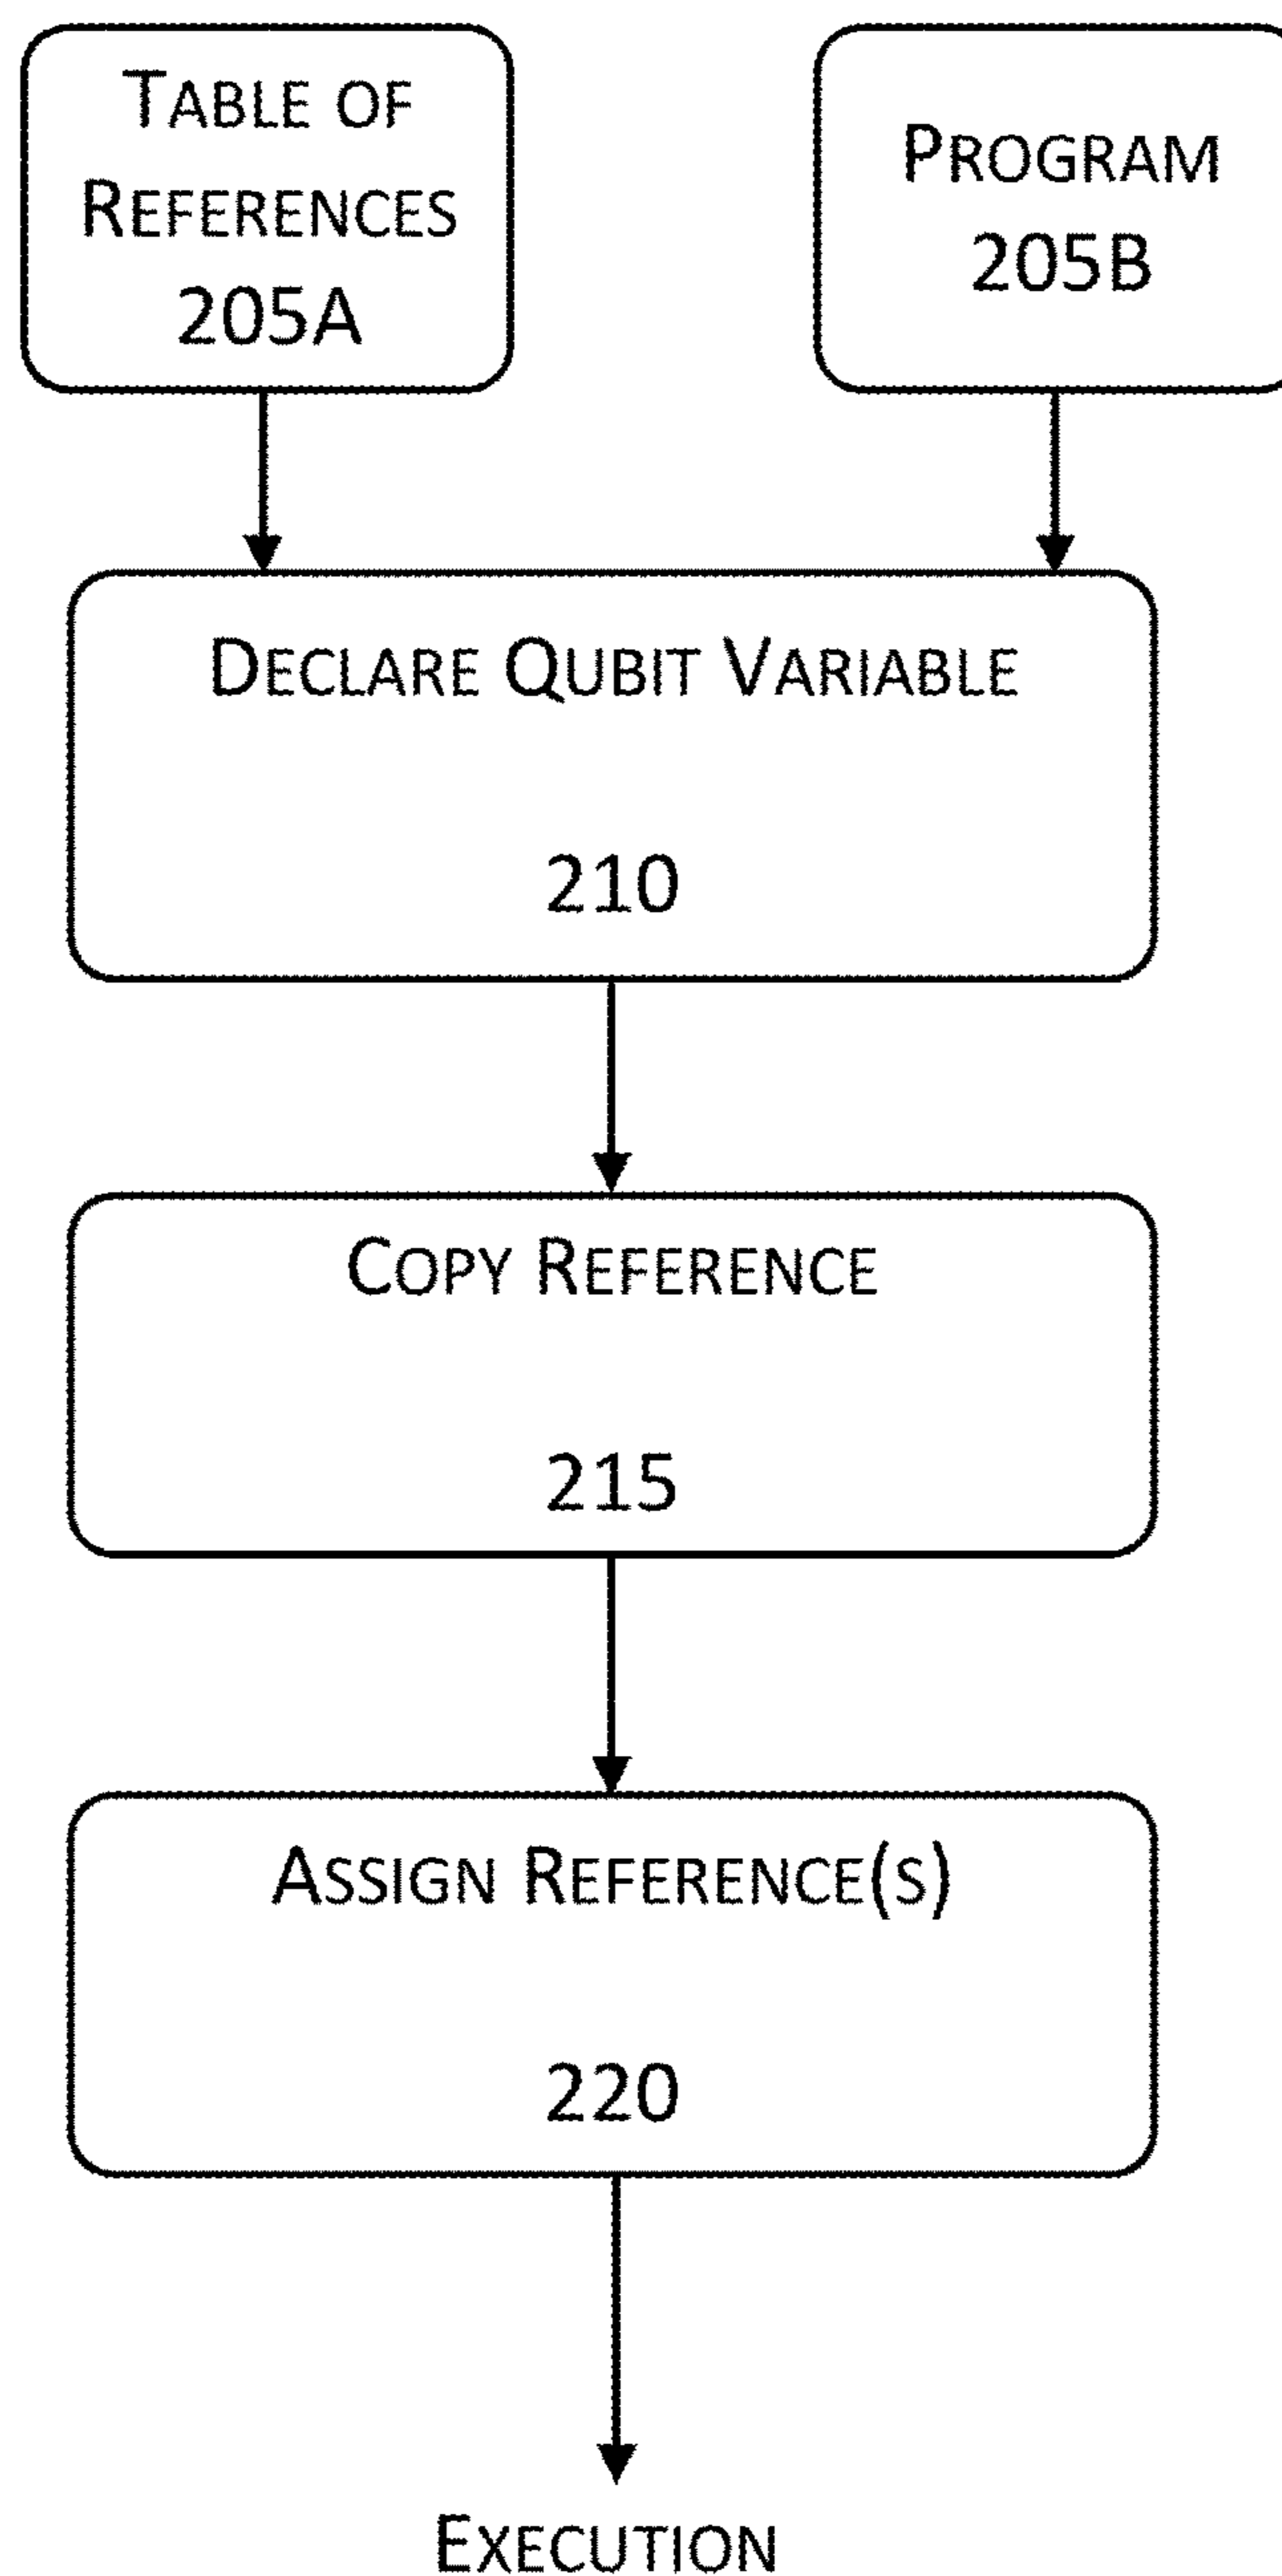 TABLE OF
REFERENCES
205A
PROGRAM
205B
DECLARE QUBIT VARIABLE
210
COPY REFERENCE
215
ASSIGN REFERENCE(S)
220
EXECUTION